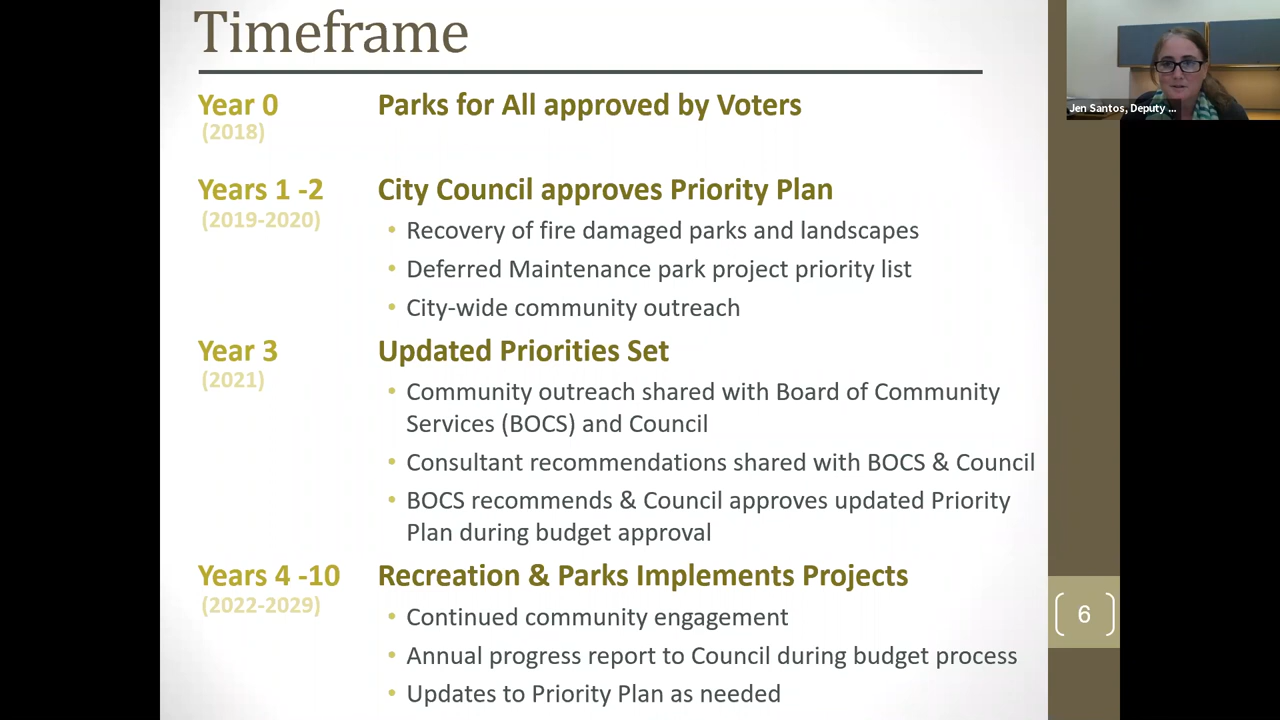 Timeframe
Year 0 Parks for All approved by Voters
(2018)
Years 1 -2 City Council approves Priority Plan
(2019-2020)
• Recovery of fire damaged parks and landscapes
• Deferred Maintenance park project priority list
• City-wide community outreach
Year 3 Updated Priorities Set
(2021)
• Community outreach shared with Board of Community
Services (BOCS) and Council
• Consultant recommendations shared with BOCS & Council
• BOCS recommends & Council approves updated Priority
Plan during budget approval
Years 4 -10 Recreation & Parks Implements Projects
(2022-2029)
• Continued community engagement
• Annual progress report to Council during budget process
• Updates to Priority Plan as needed
6
Jen Santos, Deputy ...